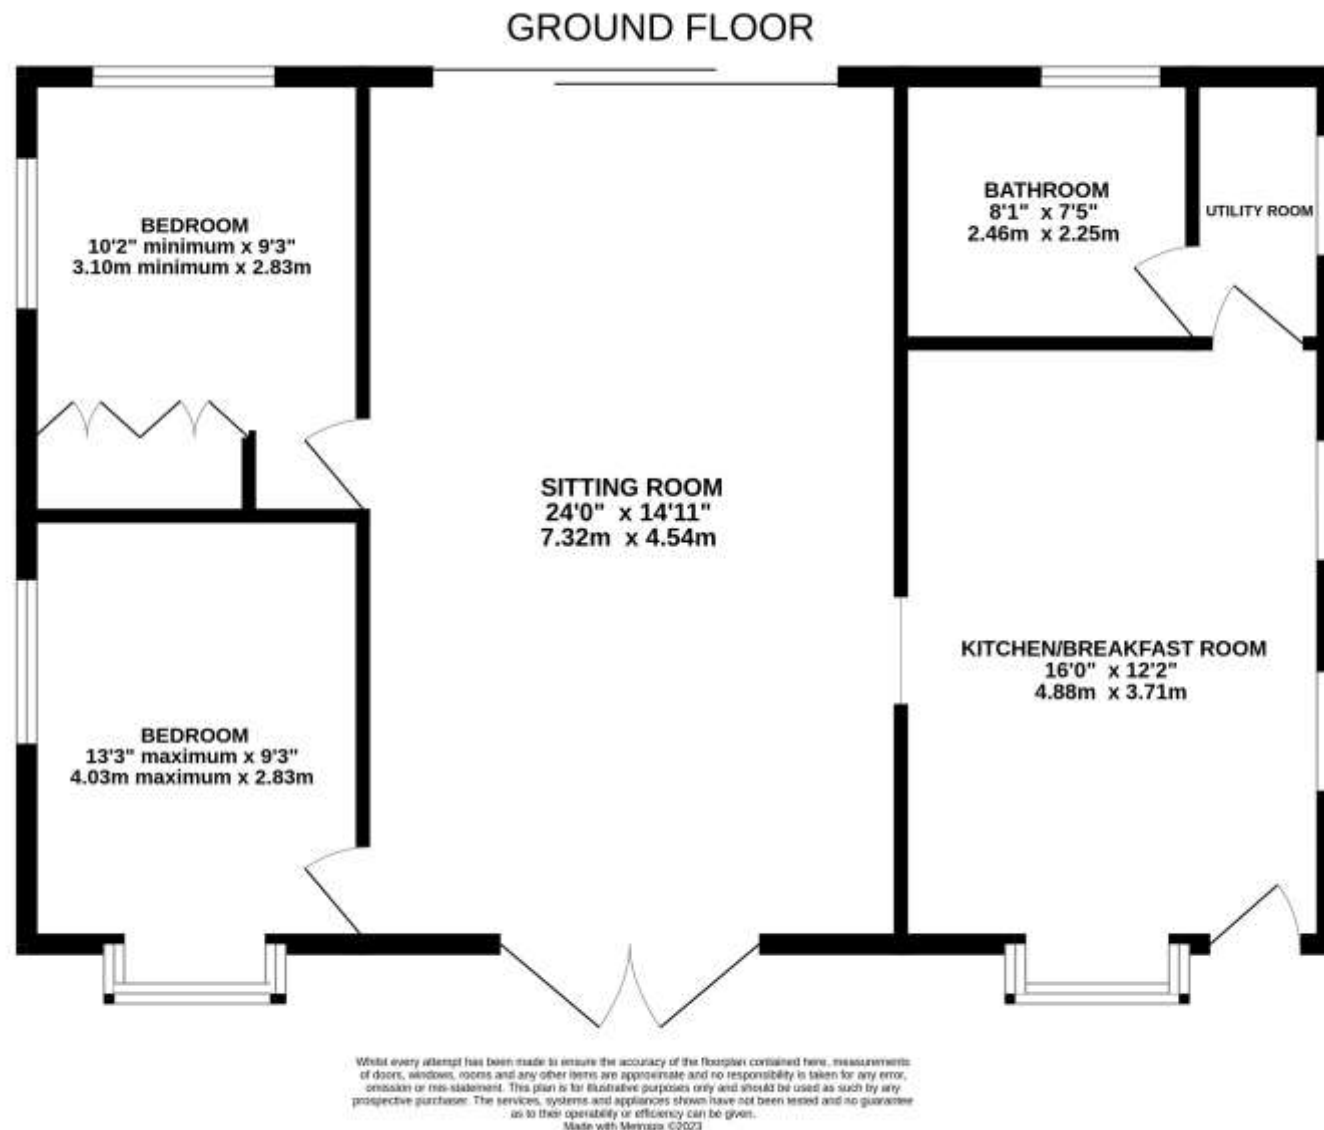 GROUND FLOOR
BEDROOM
10'2" minimum x 9'3"
3.10m minimum x 2.83m
BATHROOM
8'1" x 7'5"
2.46m x 2.25m
UTILITY ROOM
SITTING ROOM
24'0" x 14'11"
7.32m x 4.54m
KITCHEN/BREAKFAST ROOM
16'0" x 12'2"
4.88m x 3.71m
BEDROOM
13'3" maximum x 9'3"
4.03m maximum x 2.83m
Whilst every attempt has been made to ensure the accuracy of the floorplan contained here, measurements
of doors, windows, rooms and any other items are approximate and no responsibility is taken for any error,
omission or mis-statement. This plan is for illustrative purposes only and should be used as such by any
prospective purchaser. The services, systems and appliances shown have not been tested and no guarantee
as to their operability or efficiency can be given.
Made with Metropix ©2023